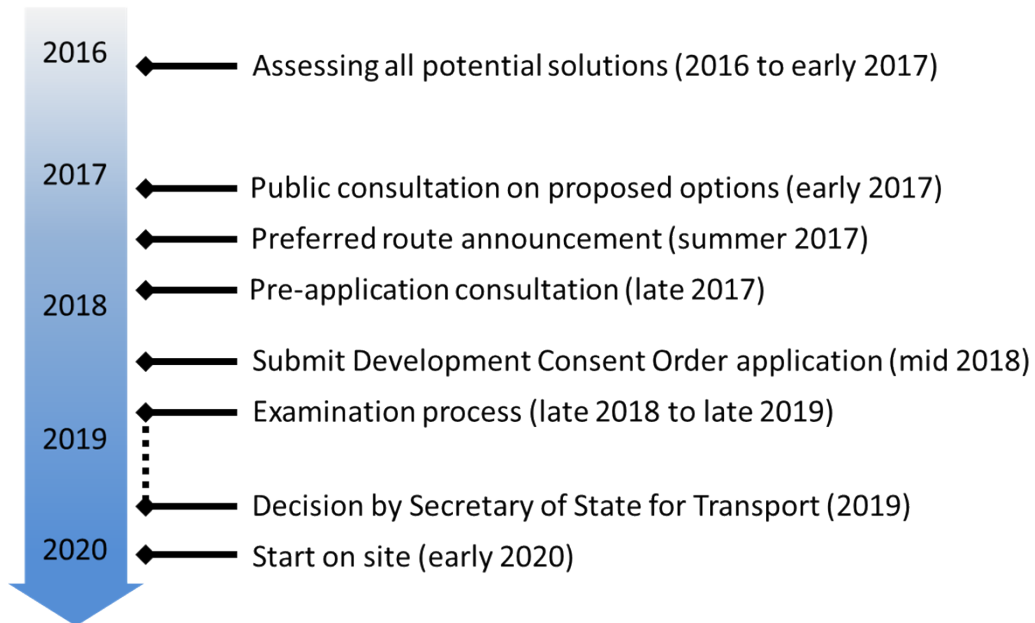 2016
Assessing all potential solutions (2016 to early 2017)
2017
Public consultation on proposed options (early 2017)
Preferred route announcement (summer 2017)
Pre-application consultation (late 2017)
2018
Submit Development Consent Order application (mid 2018)
Examination process (late 2018 to late 2019)
2019
Decision by Secretary of State for Transport (2019)
2020
Start on site (early 2020)